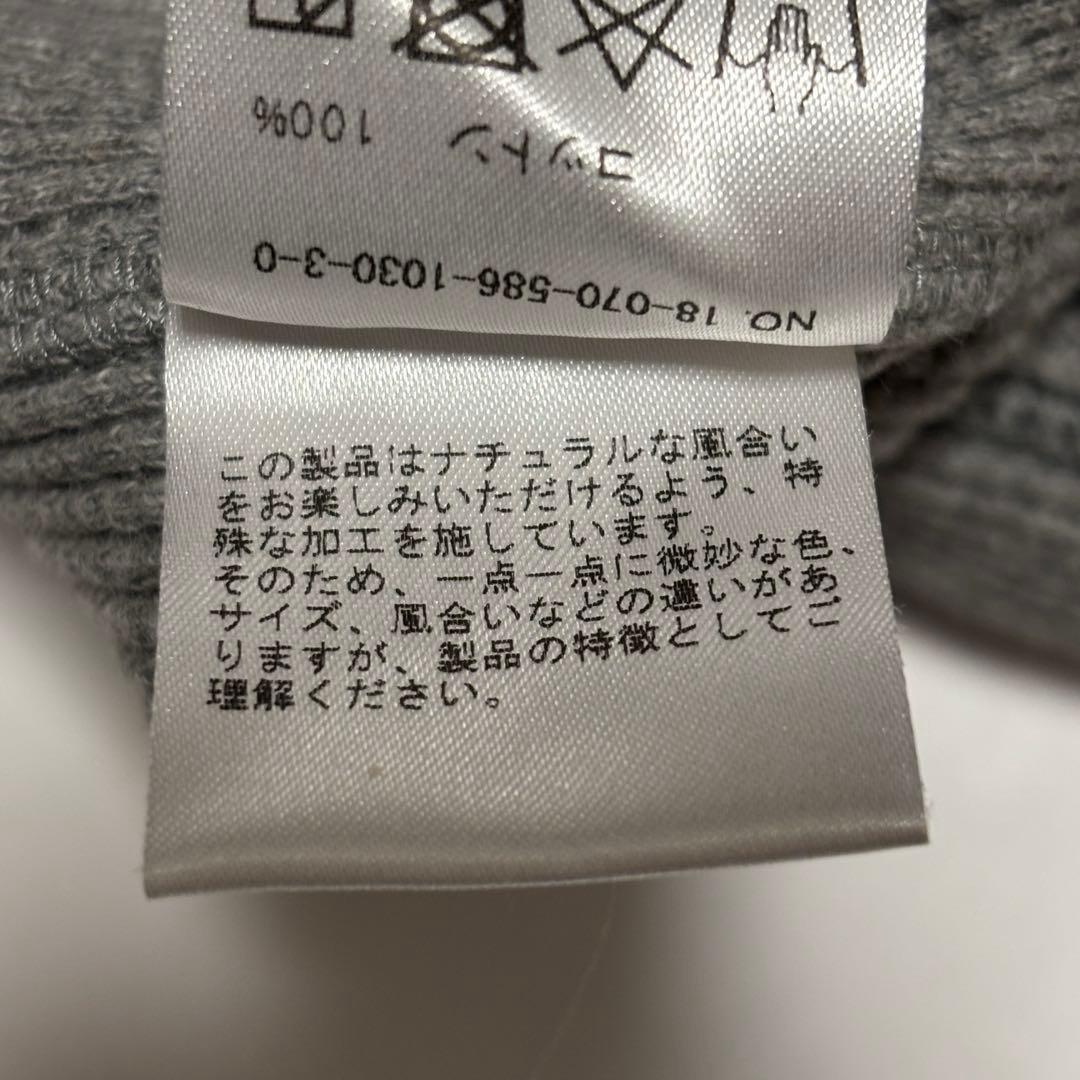 コットン 100%
NO. 18-070-586-1030-3-0
この製品はナチュラルな風合い
をお楽しみいただけるよう、特
殊な加工を施しています。
そのため、一点一点に微妙な色、
サイズ、風合いなどの違いがあ
りますが、製品の特徴としてご
理解ください。